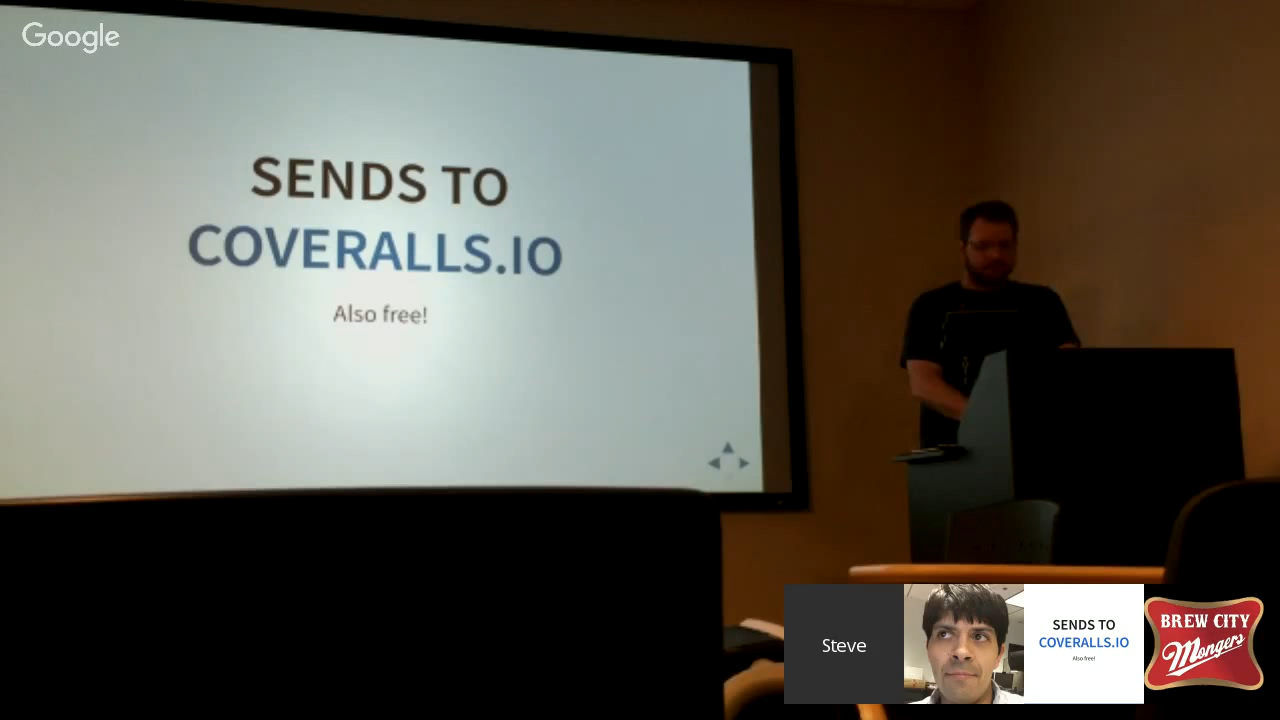 Google
SENDS TO
COVERALLS.IO
Also free!
Steve
SENDS TO
COVERALLS.IO
Also free!
BREW CITY
Mongers